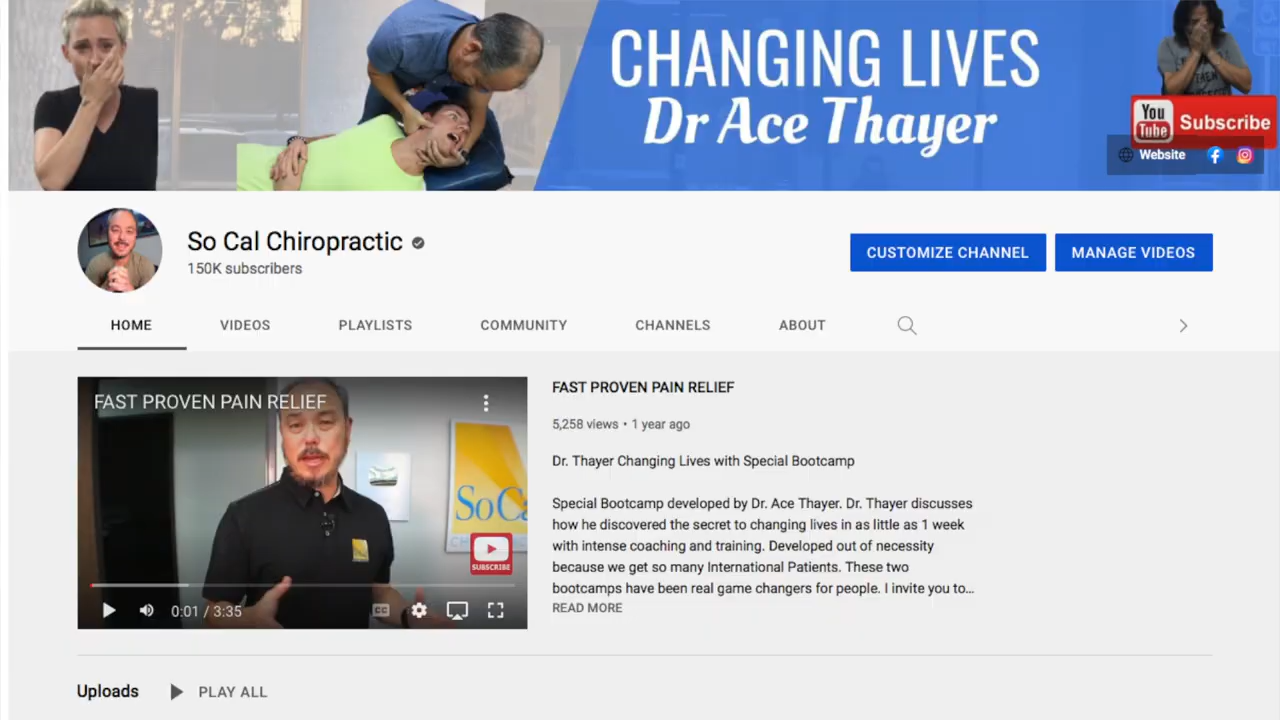 CHANGING LIVES
Dr Ace Thayer
You
Tube
Subscribe
Website
So Cal Chiropractic
150K subscribers
CUSTOMIZE CHANNEL
MANAGE VIDEOS
HOME
VIDEOS
PLAYLISTS
COMMUNITY
CHANNELS
ABOUT
FAST PROVEN PAIN RELIEF
SoCa
SUBSCRIBE
0:01 / 3:35
CC
FAST PROVEN PAIN RELIEF
5,258 views • 1 year ago
Dr. Thayer Changing Lives with Special Bootcamp
Special Bootcamp developed by Dr. Ace Thayer. Dr. Thayer discusses
how he discovered the secret to changing lives in as little as 1 week
with intense coaching and training. Developed out of necessity
because we get so many International Patients. These two
bootcamps have been real game changers for people. I invite you to...
READ MORE
Uploads
PLAY ALL